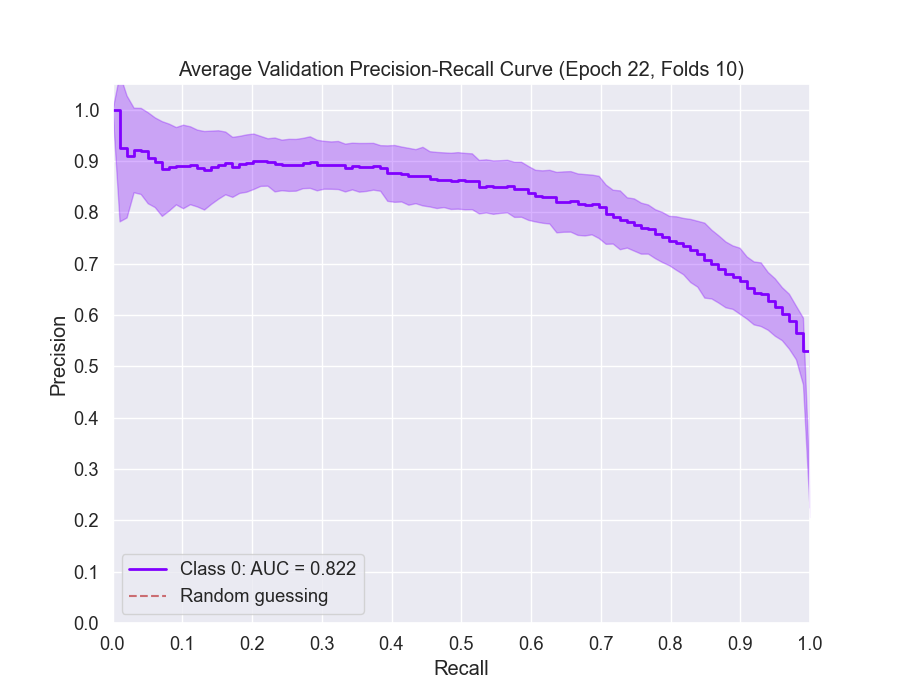 Average Validation Precision-Recall Curve (Epoch 22, Folds 10)
1.0
0.9
0.8
0.7
0.6
0.5
0.4
0.3
0.2
0.1
0.0
Precision
Class 0: AUC = 0.822
Random guessing
0.0 0.1 0.2 0.3 0.4 0.5 0.6 0.7 0.8 0.9 1.0
Recall